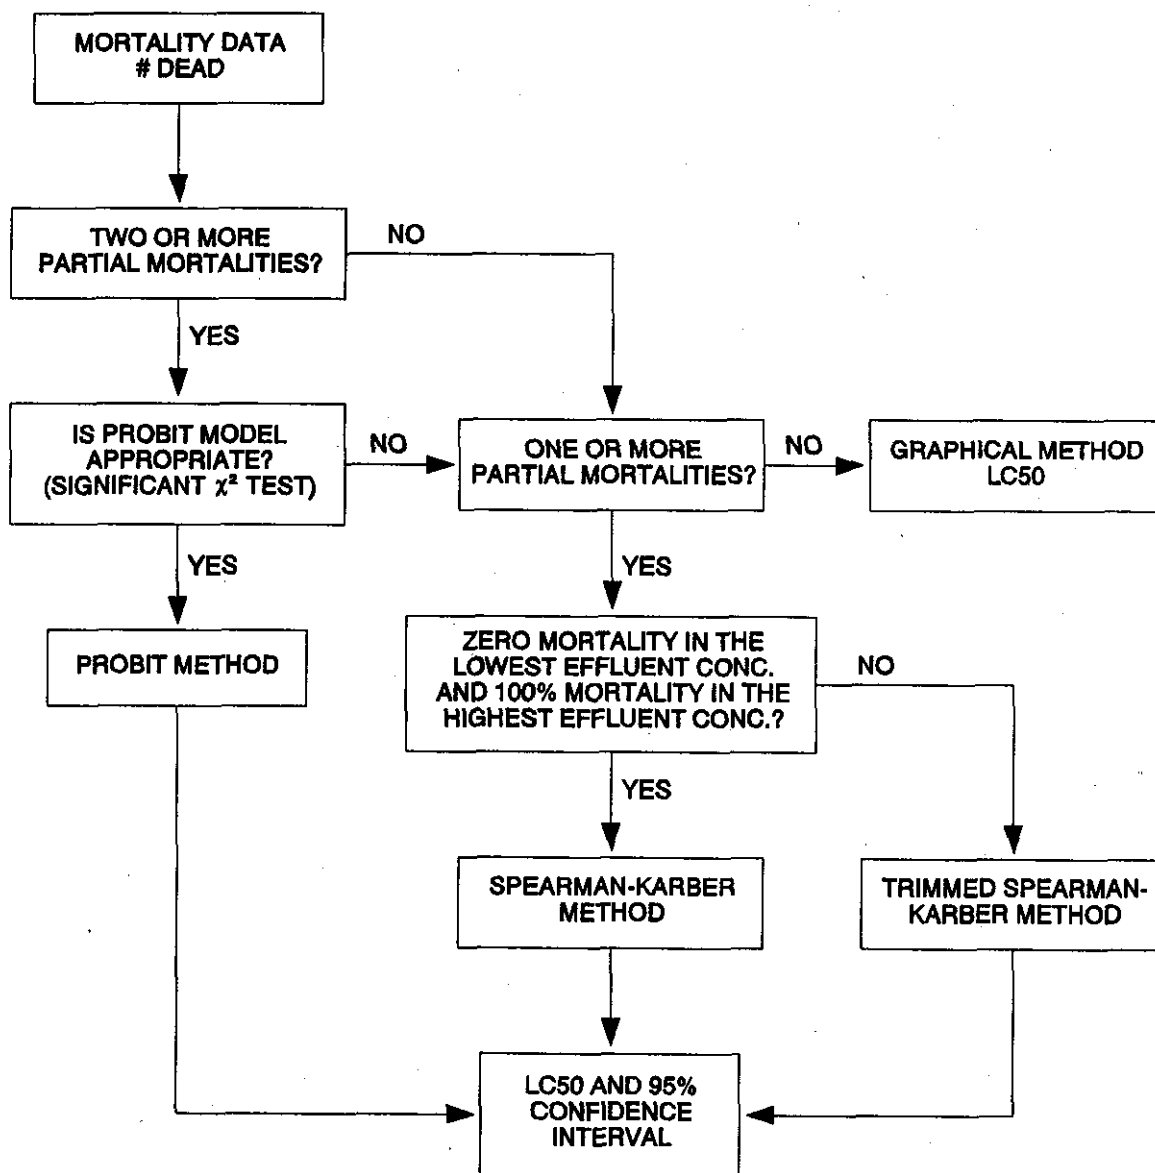 MORTALITY DATA
# DEAD
TWO OR MORE
PARTIAL MORTALITIES?
NO
YES
IS PROBIT MODEL
APPROPRIATE?
(SIGNIFICANT χ² TEST)
NO
ONE OR MORE
PARTIAL MORTALITIES?
NO
GRAPHICAL METHOD
LC50
YES
YES
PROBIT METHOD
ZERO MORTALITY IN THE
LOWEST EFFLUENT CONC.
AND 100% MORTALITY IN THE
HIGHEST EFFLUENT CONC.?
NO
YES
SPEARMAN-KARBER
METHOD
TRIMMED SPEARMAN-
KARBER METHOD
LC50 AND 95%
CONFIDENCE
INTERVAL